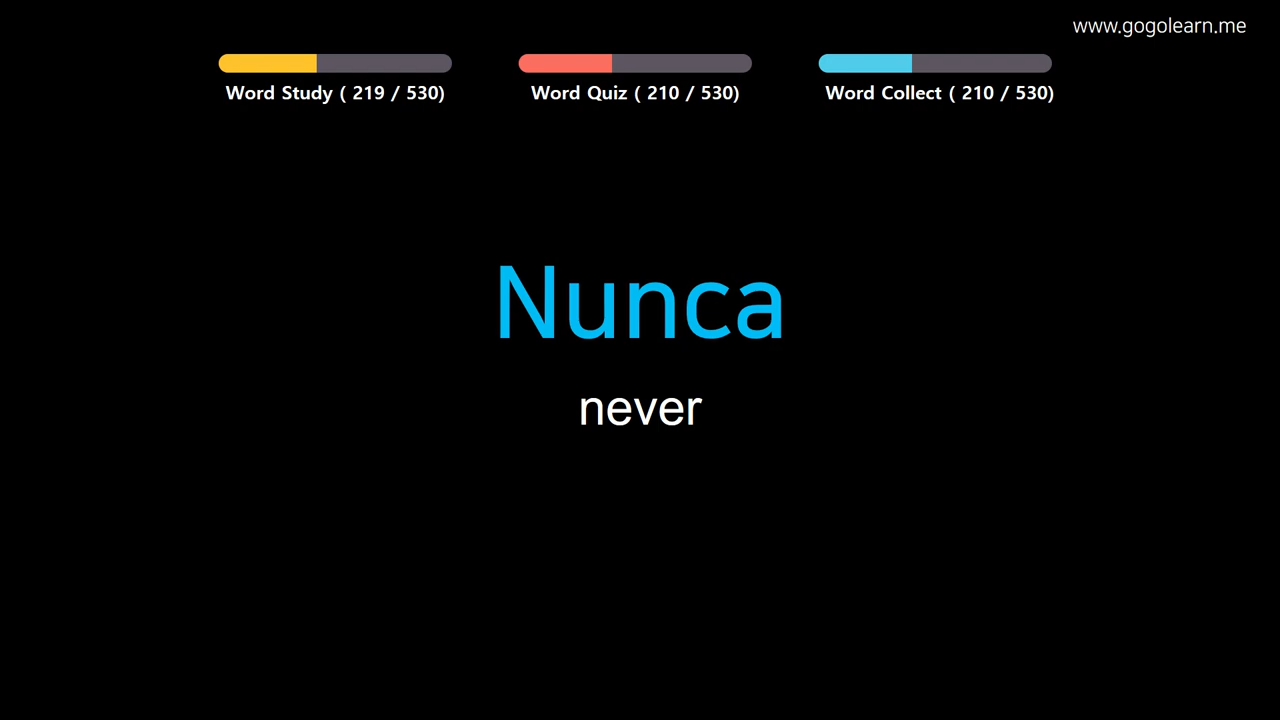 www.gogolearn.me
Word Study ( 219 / 530)
Word Quiz ( 210 / 530)
Word Collect ( 210 / 530)
Nunca
never